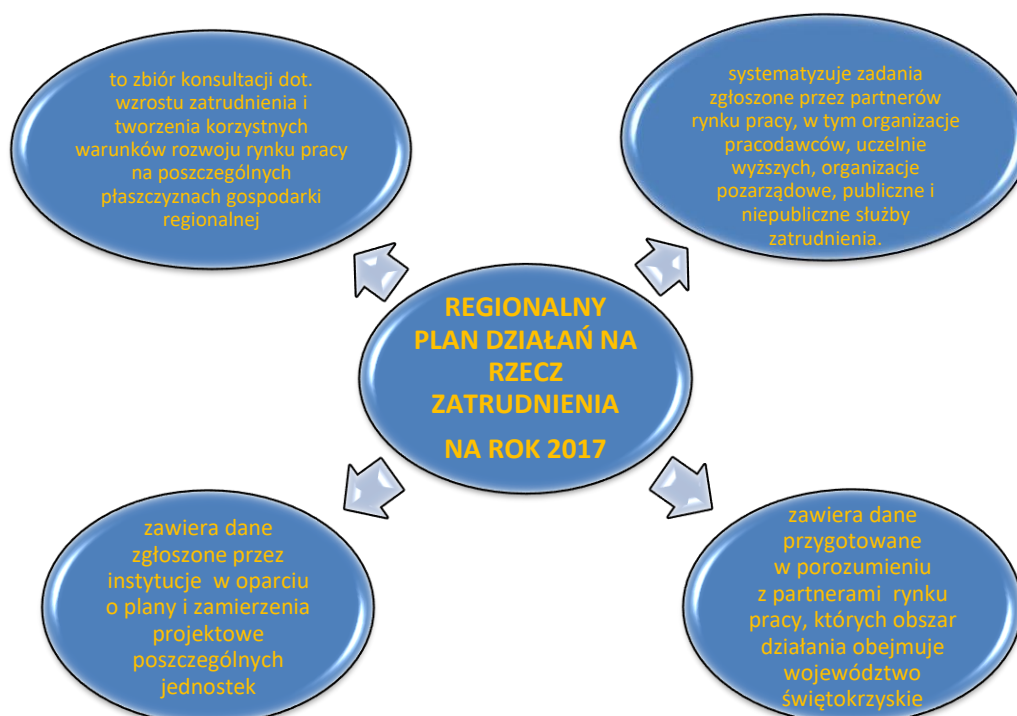 to zbiór konsultacji dot.
wzrostu zatrudnienia i
tworzenia korzystnych
warunków rozwoju rynku pracy
na poszczególnych
płaszczyznach gospodarki
regionalnej
systematyzuje zadania
zgłoszone przez partnerów
rynku pracy, w tym organizacje
pracodawców, uczelnie
wyższych, organizacje
pozarządowe, publiczne i
niepubliczne służby
zatrudnienia.
REGIONALNY
PLAN DZIAŁAŃ NA
RZECZ
ZATRUDNIENIA
NA ROK 2017
zawiera dane
zgłoszone przez
instytucje w oparciu
o plany i zamierzenia
projektowe
poszczególnych
jednostek
zawiera dane
przygotowane
w porozumieniu
z partnerami rynku
pracy, których obszar
działania obejmuje
województwo
świętokrzyskie